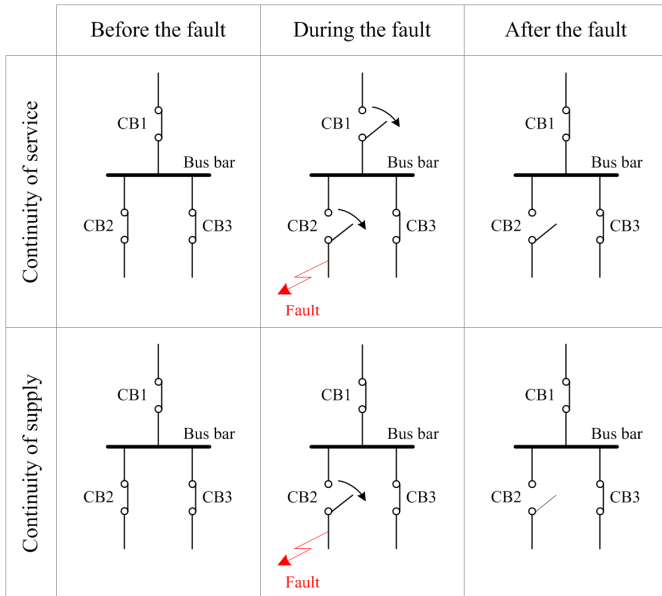 Before the fault
During the fault
After the fault
Continuity of service
CB1
Bus bar
CB2
CB3
CB1
Bus bar
CB2
CB3
Fault
CB1
Bus bar
CB2
CB3
Continuity of supply
CB1
Bus bar
CB2
CB3
CB1
Bus bar
CB2
CB3
Fault
CB1
Bus bar
CB2
CB3